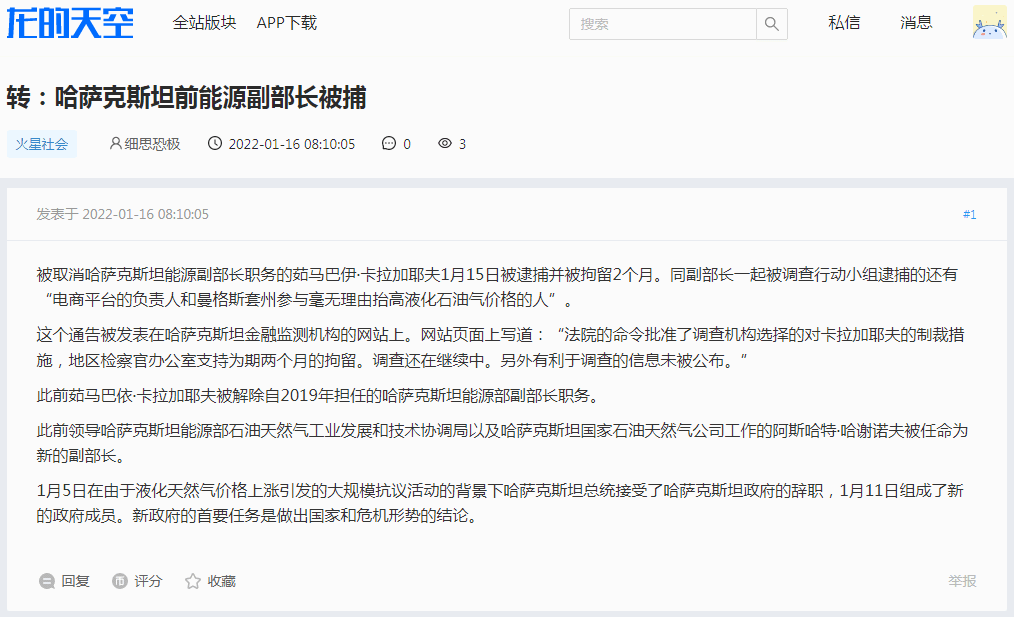 龙的天空 全站版块 APP下载 搜索 私信 消息
转：哈萨克斯坦前能源副部长被捕
火星社会 细思恐极 2022-01-16 08:10:05 0 3
发表于 2022-01-16 08:10:05 #1
被取消哈萨克斯坦能源副部长职务的茹马巴伊·卡拉加耶夫1月15日被逮捕并被拘留2个月。同副部长一起被调查行动小组逮捕的还有
“电商平台的负责人和曼格斯套州参与毫无理由抬高液化石油气价格的人”。
这个通告被发表在哈萨克斯坦金融监测机构的网站上。网站页面上写道：“法院的命令批准了调查机构选择的对卡拉加耶夫的制裁措
施，地区检察官办公室支持为期两个月的拘留。调查还在继续中。另外有利于调查的信息未被公布。”
此前茹马巴依·卡拉加耶夫被解除自2019年担任的哈萨克斯坦能源部副部长职务。
此前领导哈萨克斯坦能源部石油天然气工业发展和技术协调局以及哈萨克斯坦国家石油天然气公司工作的阿斯哈特·哈谢诺夫被任命为
新的副部长。
1月5日在由于液化天然气价格上涨引发的大规模抗议活动的背景下哈萨克斯坦总统接受了哈萨克斯坦政府的辞职，1月11日组成了新
的政府成员。新政府的首要任务是做出国家和危机形势的结论。
回复 币 评分 收藏 举报